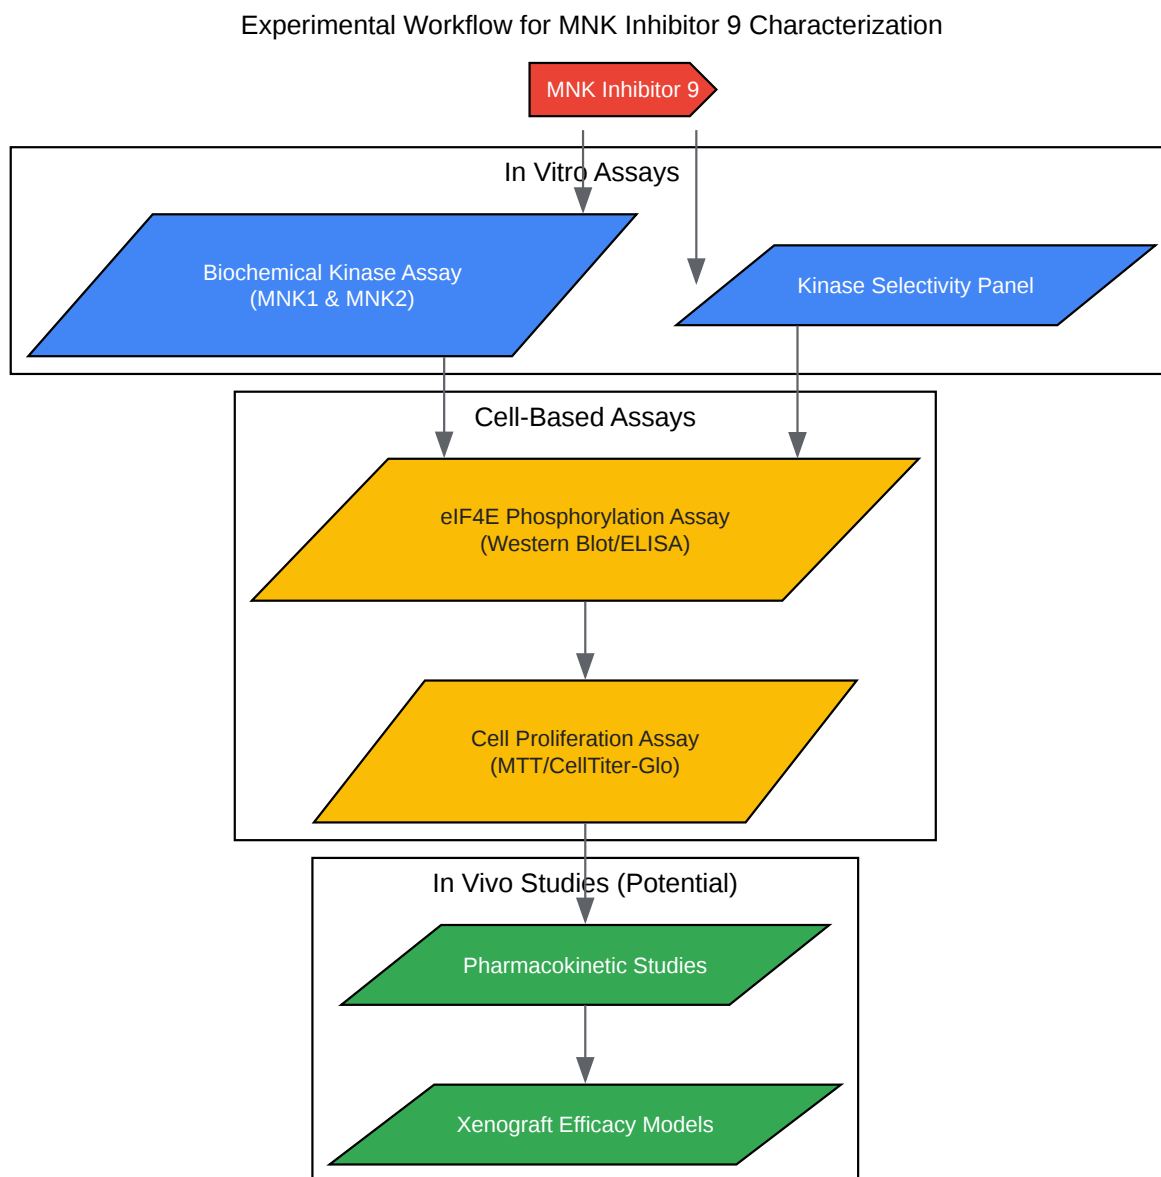 Experimental Workflow for MNK Inhibitor 9 Characterization
MNK Inhibitor 9
In Vitro Assays
Biochemical Kinase Assay
(MNK1 & MNK2)
Kinase Selectivity Panel
Cell-Based Assays
eIF4E Phosphorylation Assay
(Western Blot/ELISA)
Cell Proliferation Assay
(MTT/CellTiter-Glo)
In Vivo Studies (Potential)
Pharmacokinetic Studies
Xenograft Efficacy Models